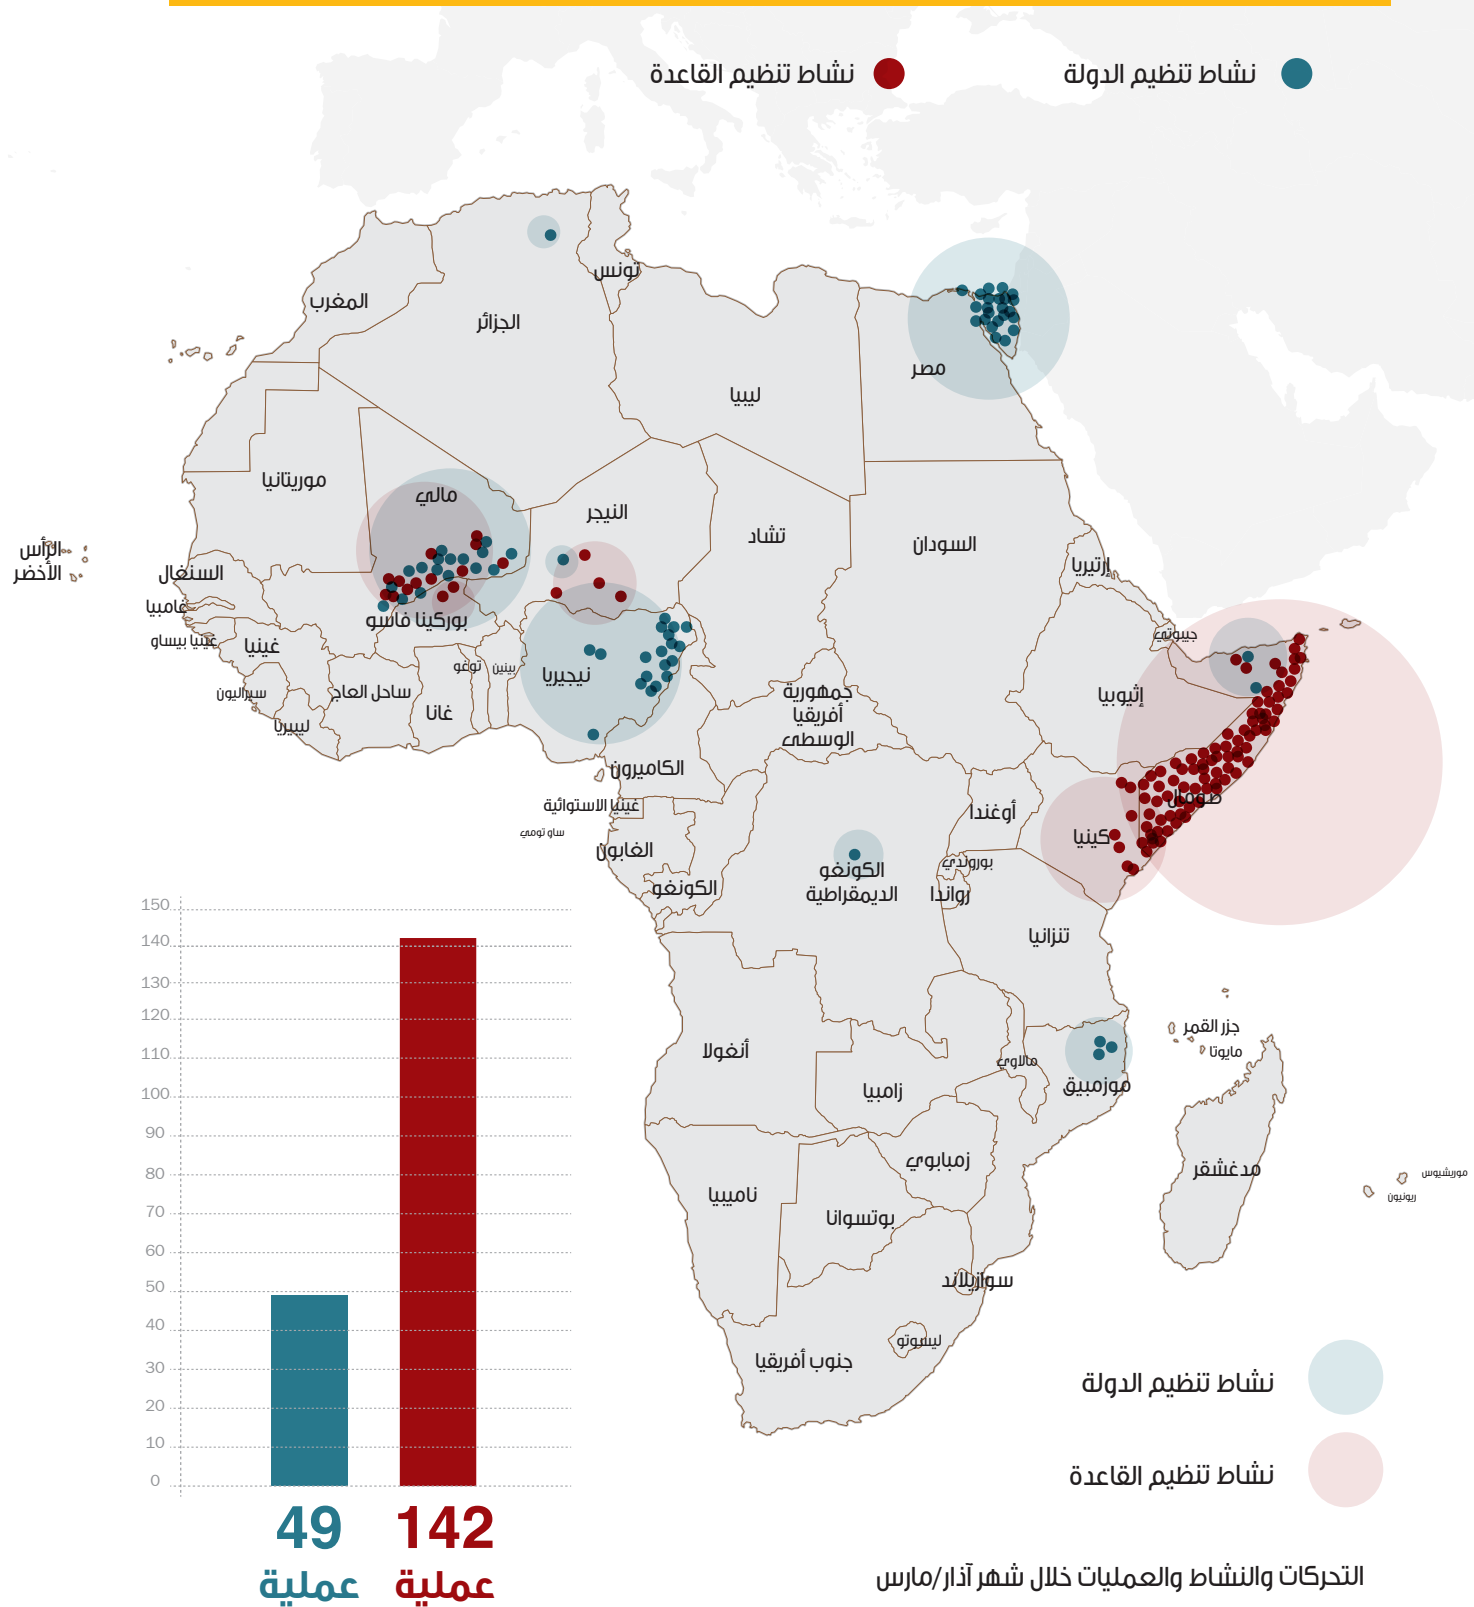 نشاط تنظيم الدولة
نشاط تنظيم القاعدة
تونس
المغرب
الجزائر
ليبيا
مصر
موريتانيا
مالي
النيجر
تشاد
السودان
إرتيريا
الرأس
الأخضر
السنغال
غامبيا
غينيا بيساو
غينيا
سيراليون
ليبيريا
ساحل العاج
بوركينا فاسو
غانا
توغو
بينين
نيجيريا
جمهورية
أفريقيا
الوسطى
جيبوتي
إثيوبيا
صومال
الكاميرون
غينيا الاستوائية
ساو تومي
الغابون
الكونغو
الكونغو
الديمقراطية
أوغندا
كينيا
بوروندي
رواندا
تنزانيا
أنغولا
زامبيا
مالاوي
موزمبيق
جزر القمر
مايوتا
مدغشقر
موريشيوس
ريونيون
زمبابوي
ناميبيا
بوتسوانا
سوازيلاند
ليسوتو
جنوب أفريقيا
150
140
130
120
110
100
90
80
70
60
50
40
30
20
10
0
49
عملية
142
عملية
نشاط تنظيم الدولة
نشاط تنظيم القاعدة
التحركات والنشاط والعمليات خلال شهر آذار/مارس